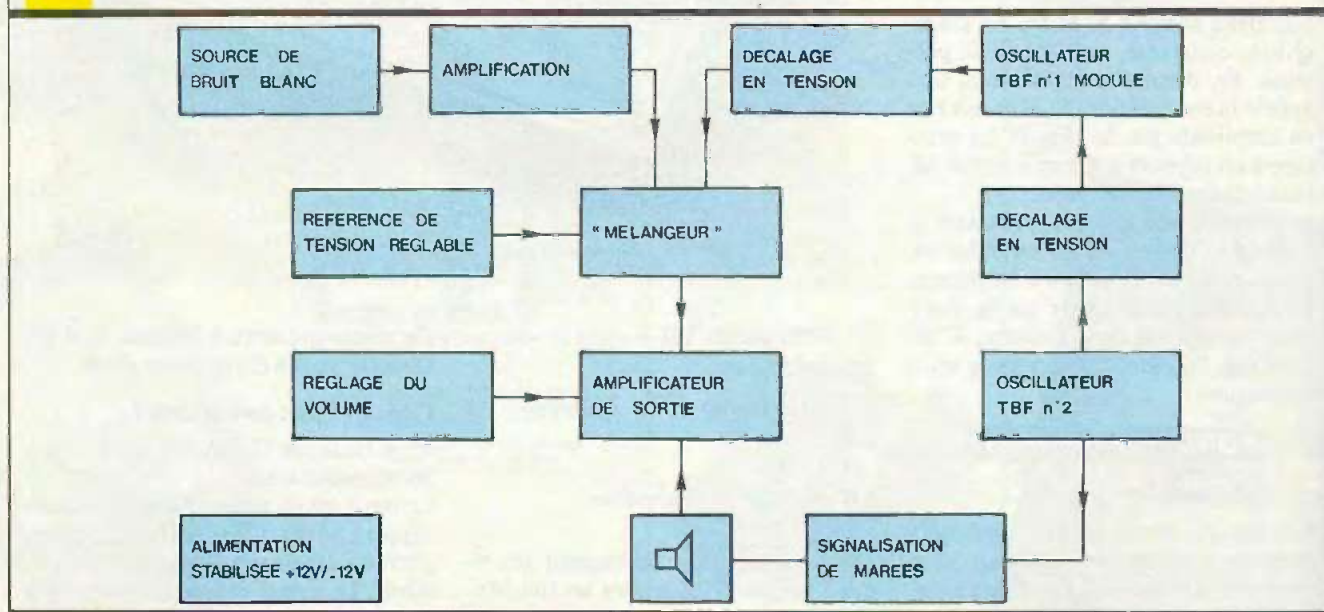 SOURCE DE
BRUIT BLANC
AMPLIFICATION
DECALAGE
EN TENSION
OSCILLATEUR
TBF n°1 MODULE
REFERENCE DE
TENSION REGLABLE
"MELANGEUR"
DECALAGE
EN TENSION
REGLAGE DU
VOLUME
AMPLIFICATEUR
DE SORTIE
OSCILLATEUR
TBF n°2
ALIMENTATION
STABILISEE +12V/-12V
SIGNALISATION
DE MAREES